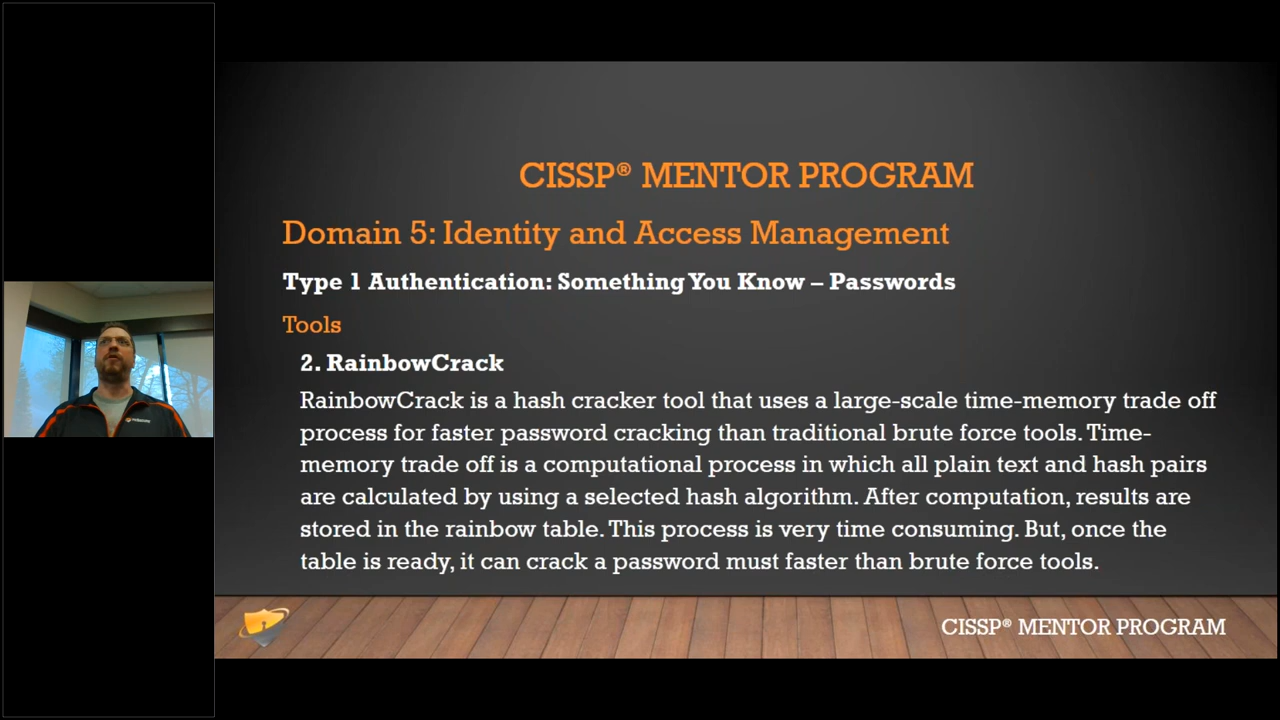 CISSP® MENTOR PROGRAM
Domain 5: Identity and Access Management
Type 1 Authentication: Something You Know – Passwords
Tools
2. RainbowCrack
RainbowCrack is a hash cracker tool that uses a large-scale time-memory trade off
process for faster password cracking than traditional brute force tools. Time-
memory trade off is a computational process in which all plain text and hash pairs
are calculated by using a selected hash algorithm. After computation, results are
stored in the rainbow table. This process is very time consuming. But, once the
table is ready, it can crack a password must faster than brute force tools.
CISSP® MENTOR PROGRAM